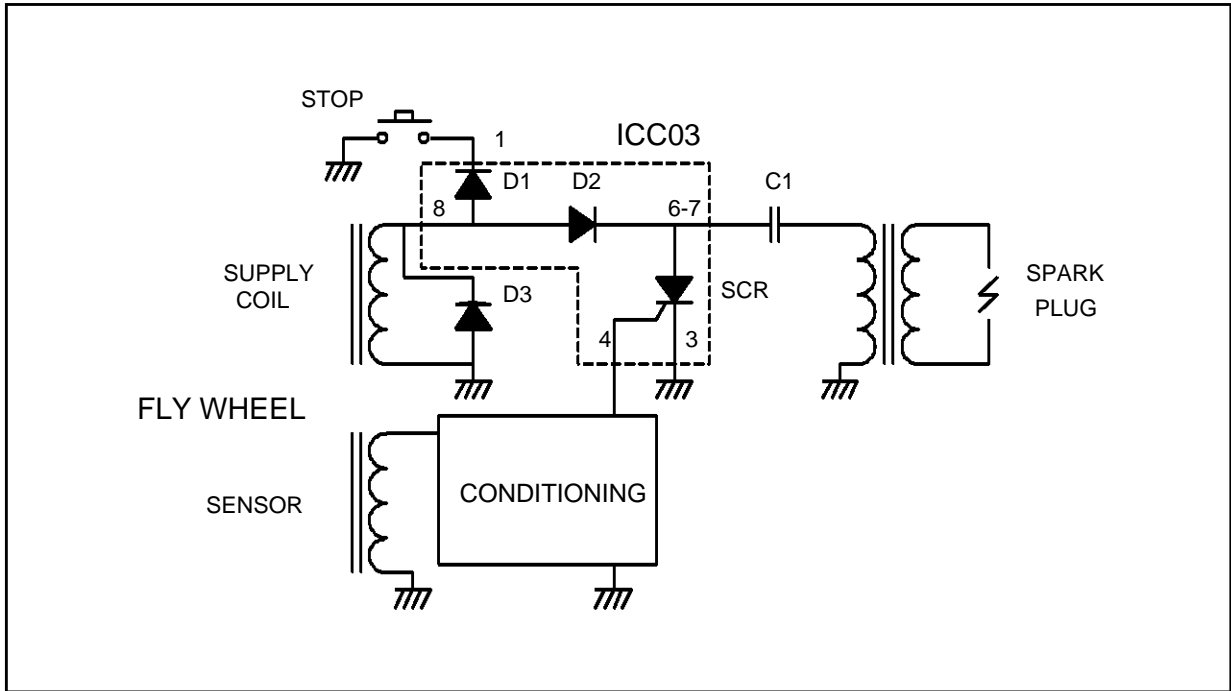 STOP
1
ICC03
D1
D2
C1
8
6-7
SUPPLY
COIL
D3
SCR
SPARK
PLUG
4
3
FLY WHEEL
SENSOR
CONDITIONING